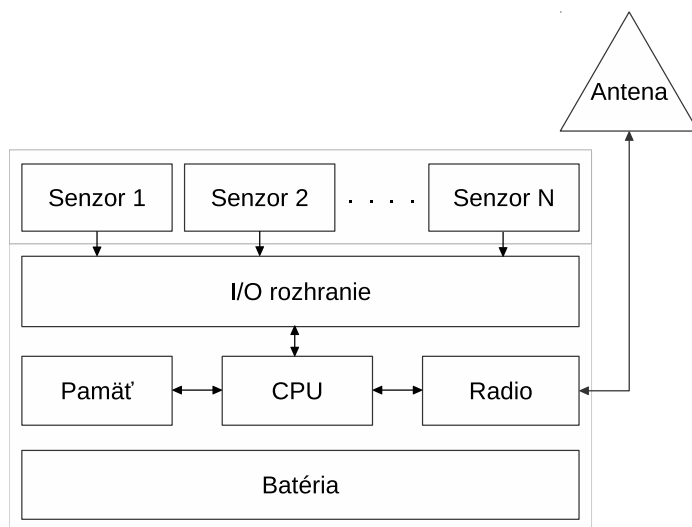 Antena
Senzor 1
Senzor 2
. . . .
Senzor N
I/O rozhranie
Pamäť
CPU
Radio
Batéria